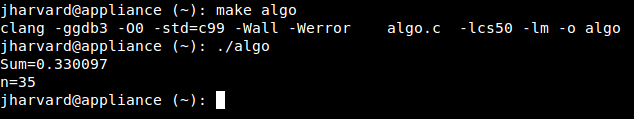 jharvard@appliance (~): make algo
clang -ggdb3 -O0 -std=c99 -Wall -Werror    algo.c  -lcs50 -lm -o algo
jharvard@appliance (~): ./algo
Sum=0.330097
n=35
jharvard@appliance (~):